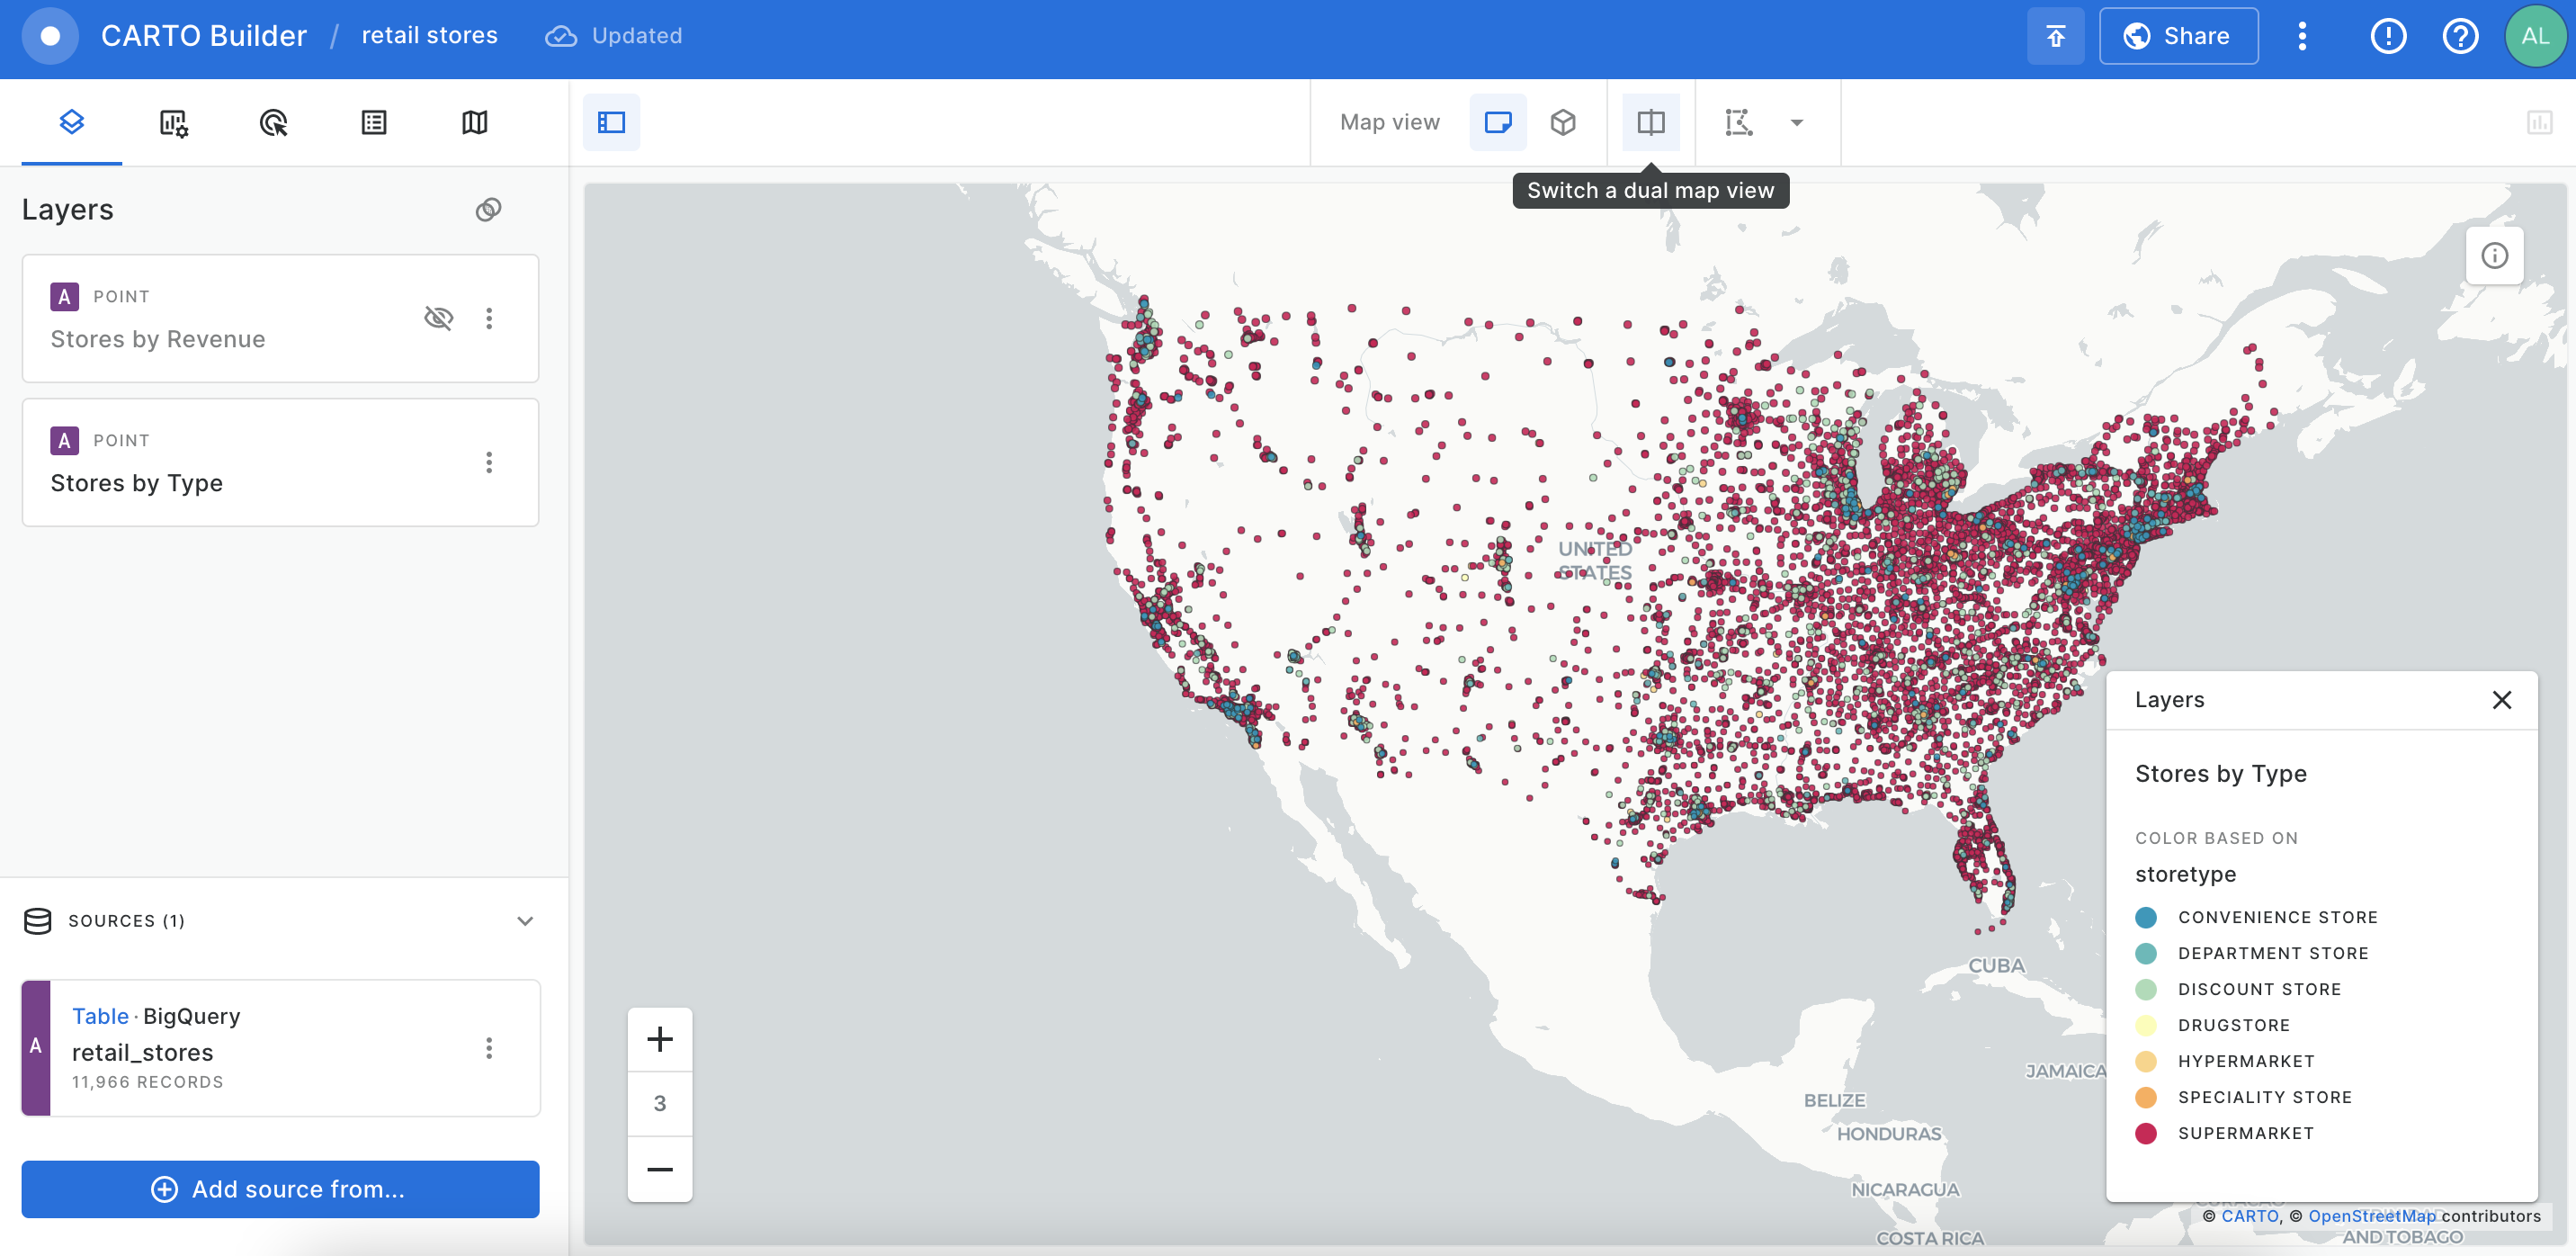 CARTO Builder / retail stores Updated
Share
AL
Map view
Switch a dual map view
Layers
A POINT
Stores by Revenue
A POINT
Stores by Type
SOURCES (1)
A
Table · BigQuery
retail_stores
11,966 RECORDS
Add source from...
UNITED
STATES
CUBA
JAMAICA
BELIZE
HONDURAS
NICARAGUA
COSTA RICA
AND TOBAGO
3
Layers
Stores by Type
COLOR BASED ON
storetype
CONVENIENCE STORE
DEPARTMENT STORE
DISCOUNT STORE
DRUGSTORE
HYPERMARKET
SPECIALITY STORE
SUPERMARKET
© CARTO, © OpenStreetMap contributors